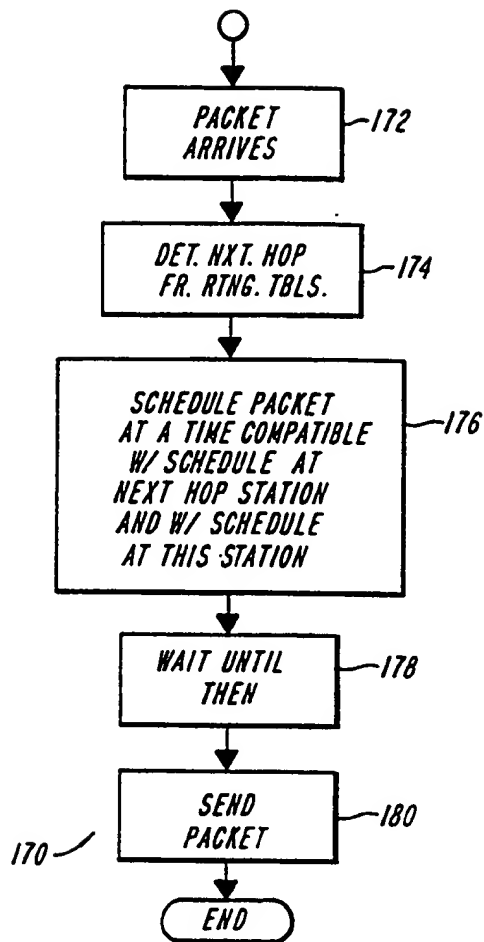 PACKET
ARRIVES
172
DET. NXT. HOP
FR. RTNG. TBLS.
174
SCHEDULE PACKET
AT A TIME COMPATIBLE
W/ SCHEDULE AT
NEXT HOP STATION
AND W/ SCHEDULE
AT THIS STATION
176
WAIT UNTIL
THEN
178
SEND
PACKET
180
170
END